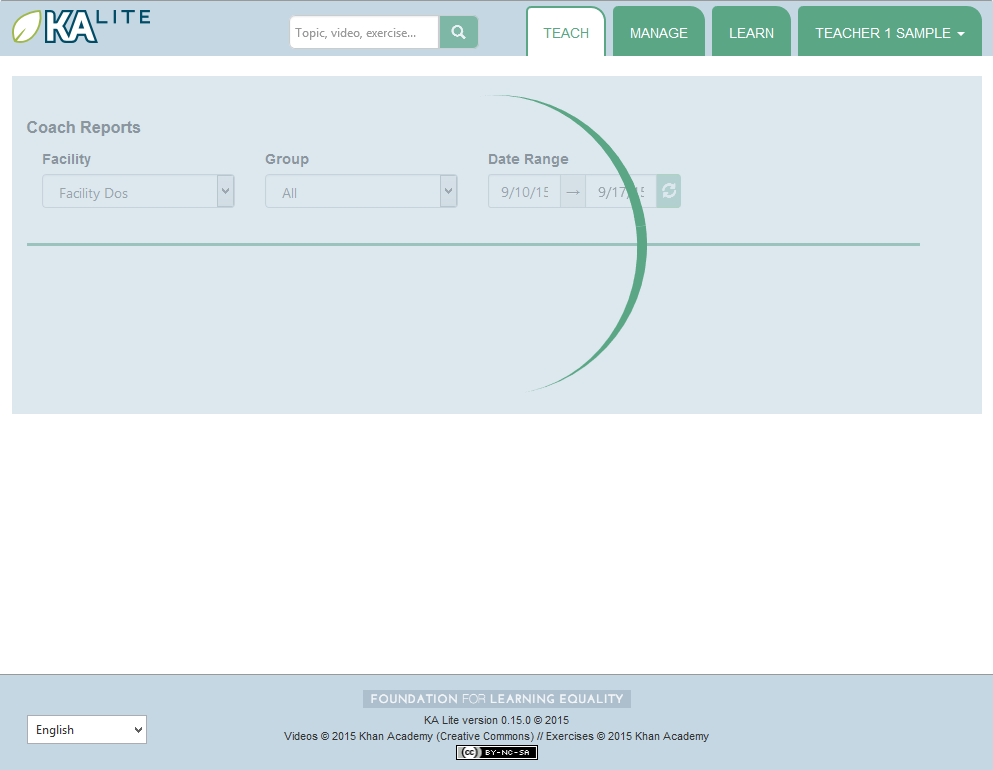 KA LITE
Topic, video, exercise...
TEACH
MANAGE
LEARN
TEACHER 1 SAMPLE
Coach Reports
Facility
Group
Date Range
Facility Dos
All
9/10/15
→
9/17/15
FOUNDATION FOR LEARNING EQUALITY
KA Lite version 0.15.0 © 2015
English
Videos © 2015 Khan Academy (Creative Commons) // Exercises © 2015 Khan Academy
cc BY-NC-SA